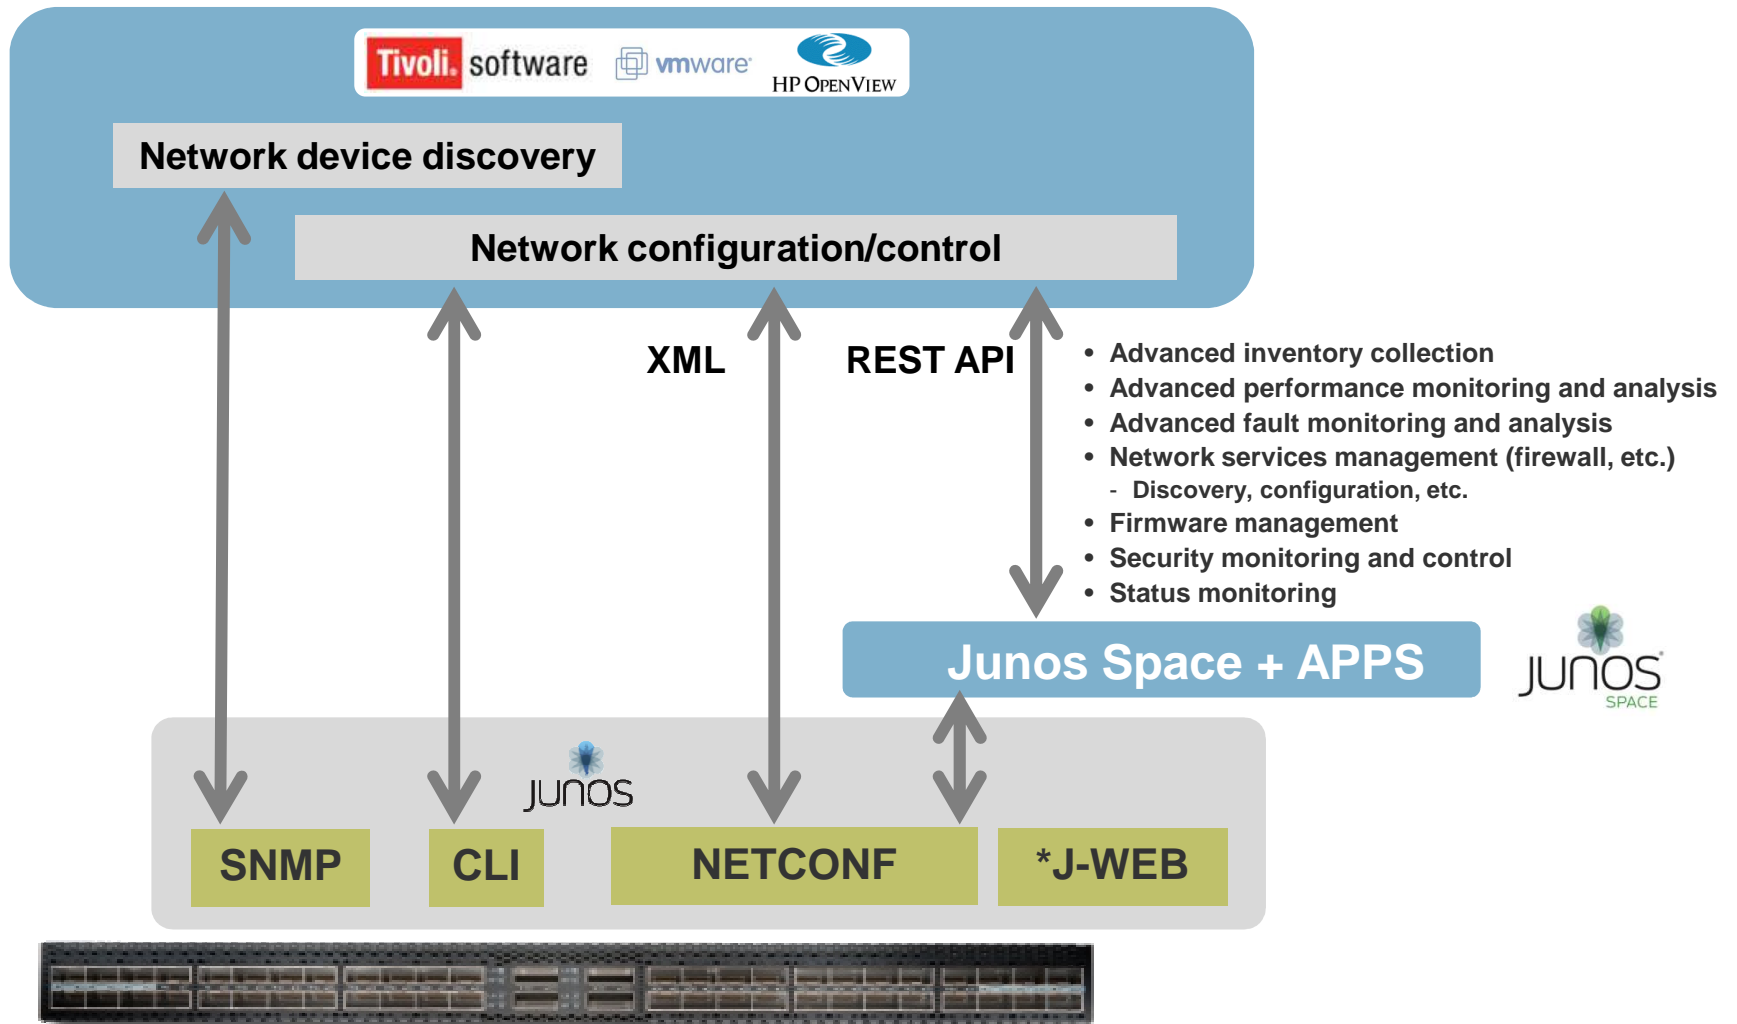 Tivoli. software vmware® HP OPENVIEW
Network device discovery
Network configuration/control
XML
REST API
• Advanced inventory collection
• Advanced performance monitoring and analysis
• Advanced fault monitoring and analysis
• Network services management (firewall, etc.)
- Discovery, configuration, etc.
• Firmware management
• Security monitoring and control
• Status monitoring
Junos Space + APPS
JUNOS
SPACE
JUNOS
SNMP
CLI
NETCONF
*J-WEB